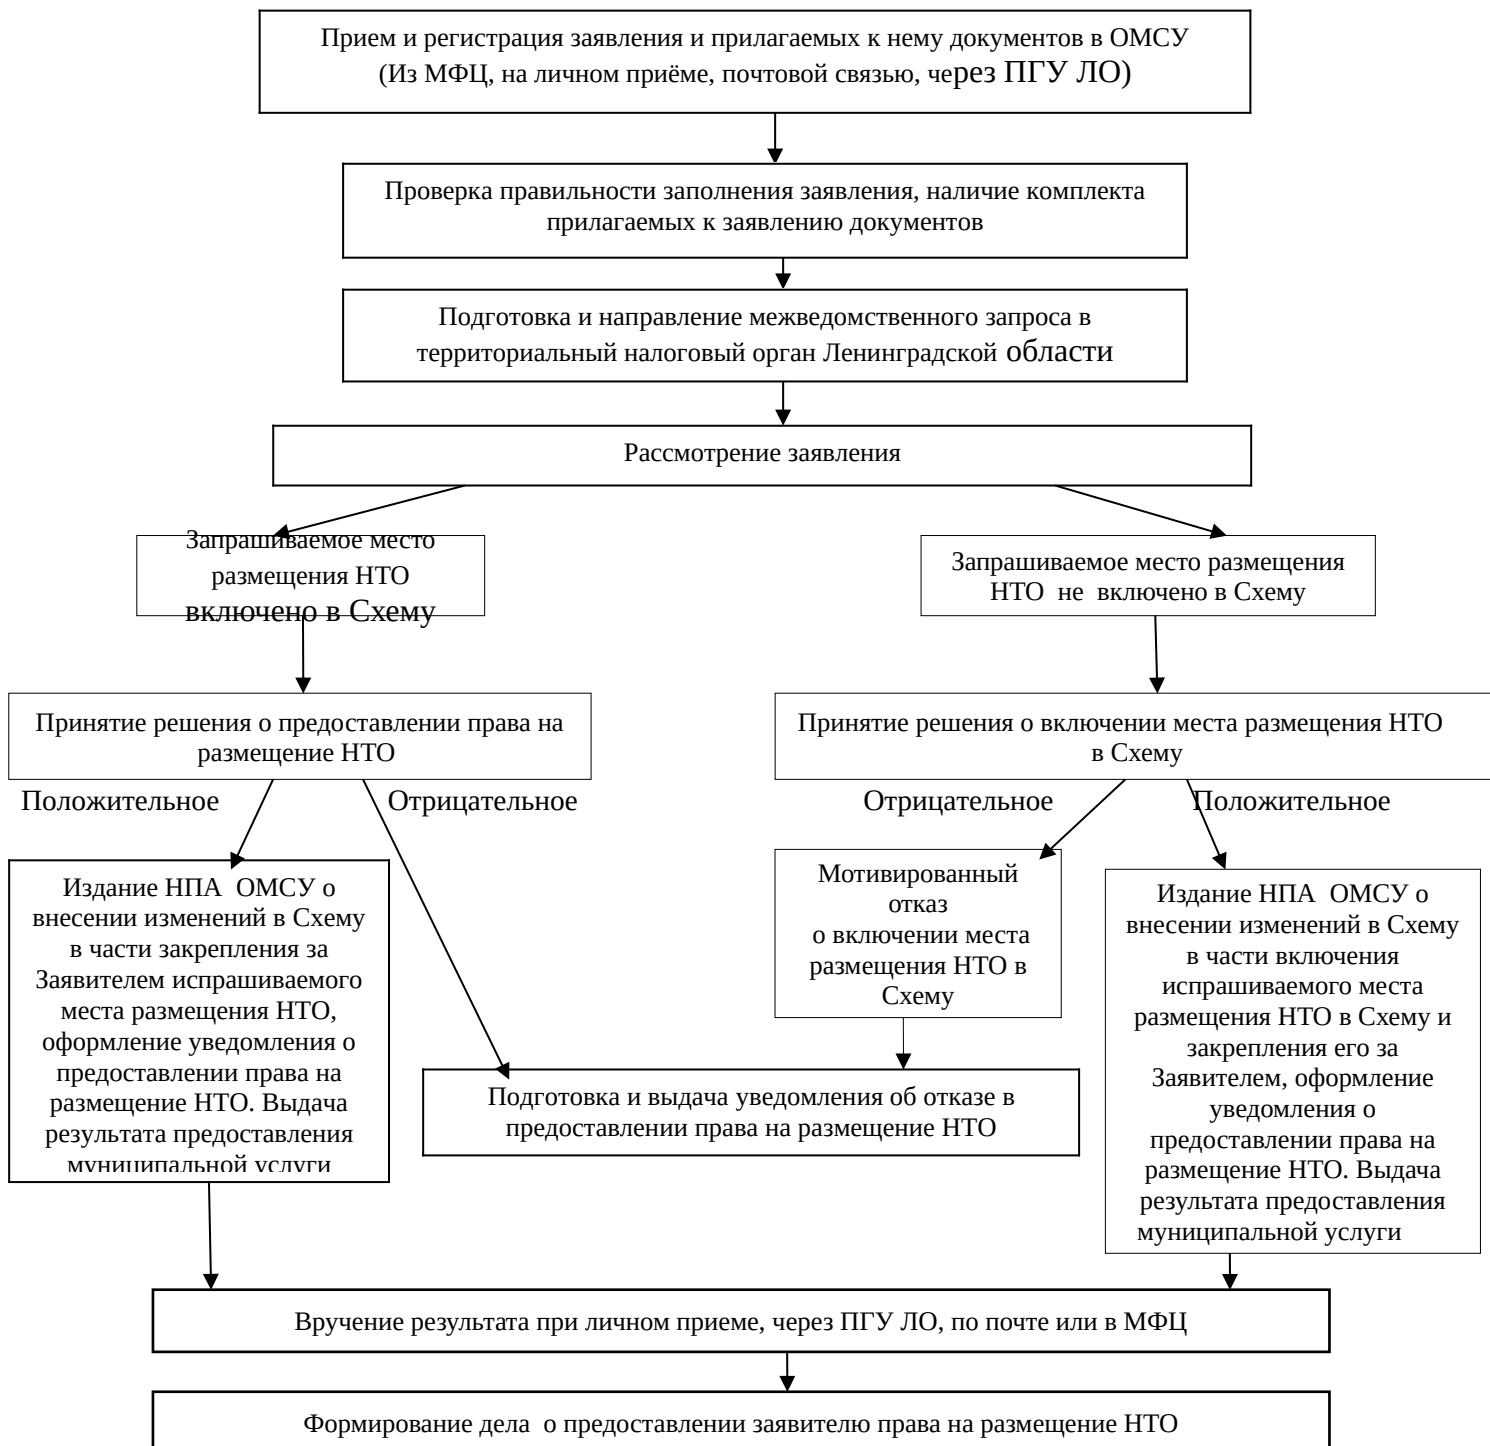 Прием и регистрация заявления и прилагаемых к нему документов в ОМСУ
(Из МФЦ, на личном приёме, почтовой связью, через ПГУ ЛО)
Проверка правильности заполнения заявления, наличие комплекта
прилагаемых к заявлению документов
Подготовка и направление межведомственного запроса в
территориальный налоговый орган Ленинградской области
Рассмотрение заявления
Запрашиваемое место
размещения НТО
включено в Схему
Запрашиваемое место размещения
НТО не включено в Схему
Принятие решения о предоставлении права на
размещение НТО
Принятие решения о включении места размещения НТО
в Схему
Положительное
Отрицательное
Отрицательное
Положительное
Издание НПА ОМСУ о
внесении изменений в Схему
в части закрепления за
Заявителем испрашиваемого
места размещения НТО,
оформление уведомления о
предоставлении права на
размещение НТО. Выдача
результата предоставления
муниципальной услуги
Мотивированный
отказ
о включении места
размещения НТО в
Схему
Издание НПА ОМСУ о
внесении изменений в Схему
в части включения
испрашиваемого места
размещения НТО в Схему и
закрепления его за
Заявителем, оформление
уведомления о
предоставлении права на
размещение НТО. Выдача
результата предоставления
муниципальной услуги
Подготовка и выдача уведомления об отказе в
предоставлении права на размещение НТО
Вручение результата при личном приеме, через ПГУ ЛО, по почте или в МФЦ
Формирование дела о предоставлении заявителю права на размещение НТО